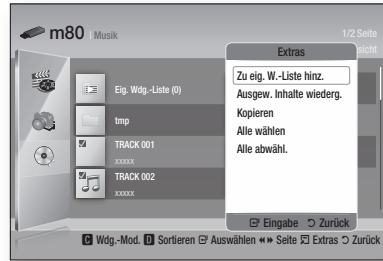 m80 | Musik
1/2 Seite
sicht
Eig. Wdg.-Liste (0)
tmp
TRACK 001
xxxxx
TRACK 002
xxxxx
Extras
Zu eig. W.-Liste hinz.
Ausgew. Inhalte wiederg.
Kopieren
Alle wählen
Alle abwähl.
Eingabe Zurück
C Wdg.-Mod. D Sortieren Auswählen Seite Extras Zurück